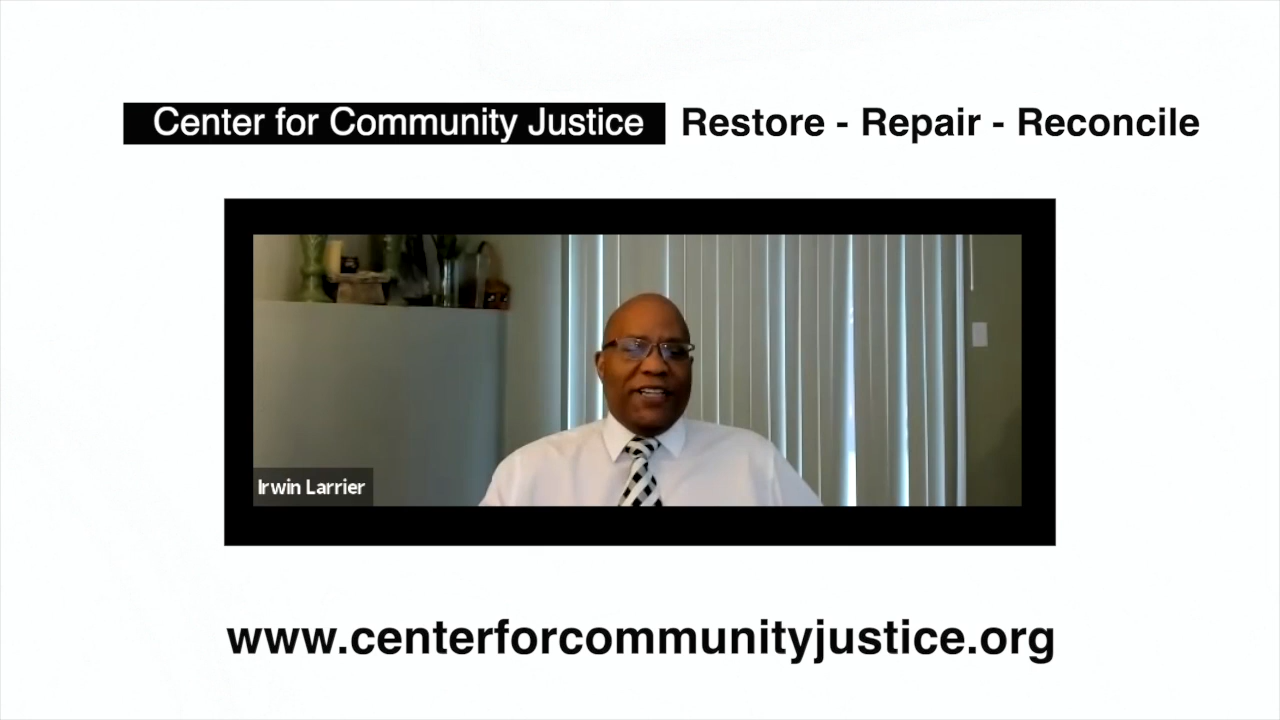 Center for Community Justice Restore - Repair - Reconcile
Irwin Larrier
www.centerforcommunityjustice.org